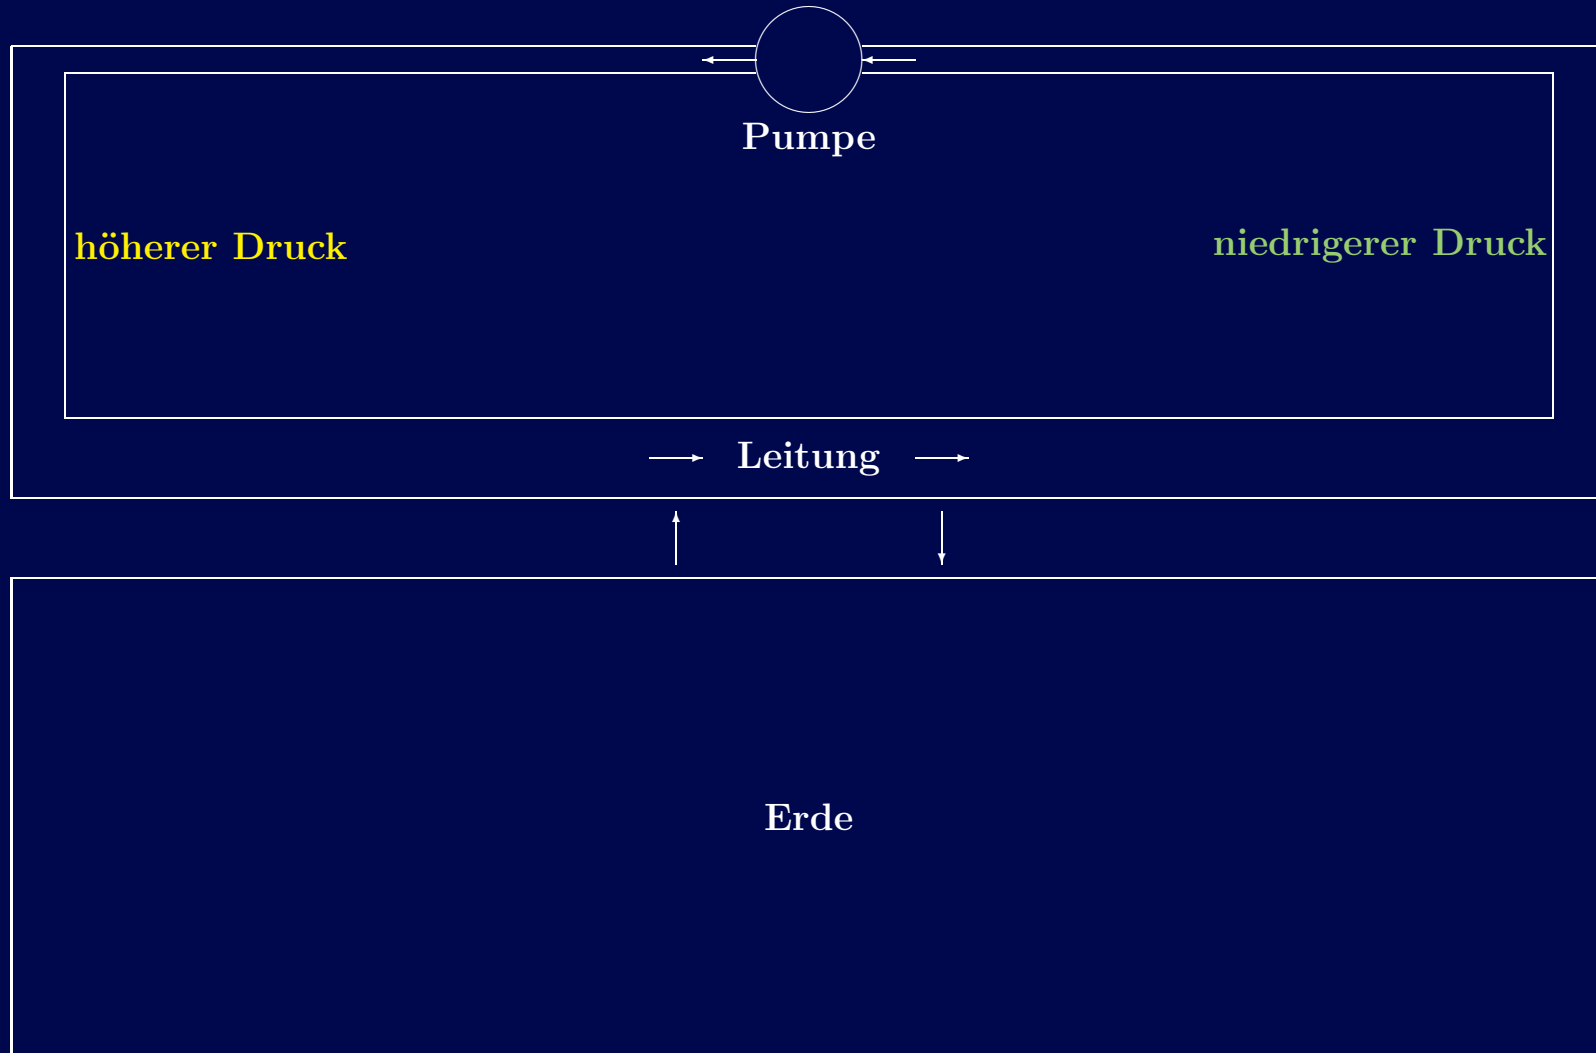 Pumpe
höherer Druck
niedrigerer Druck
Leitung
Erde